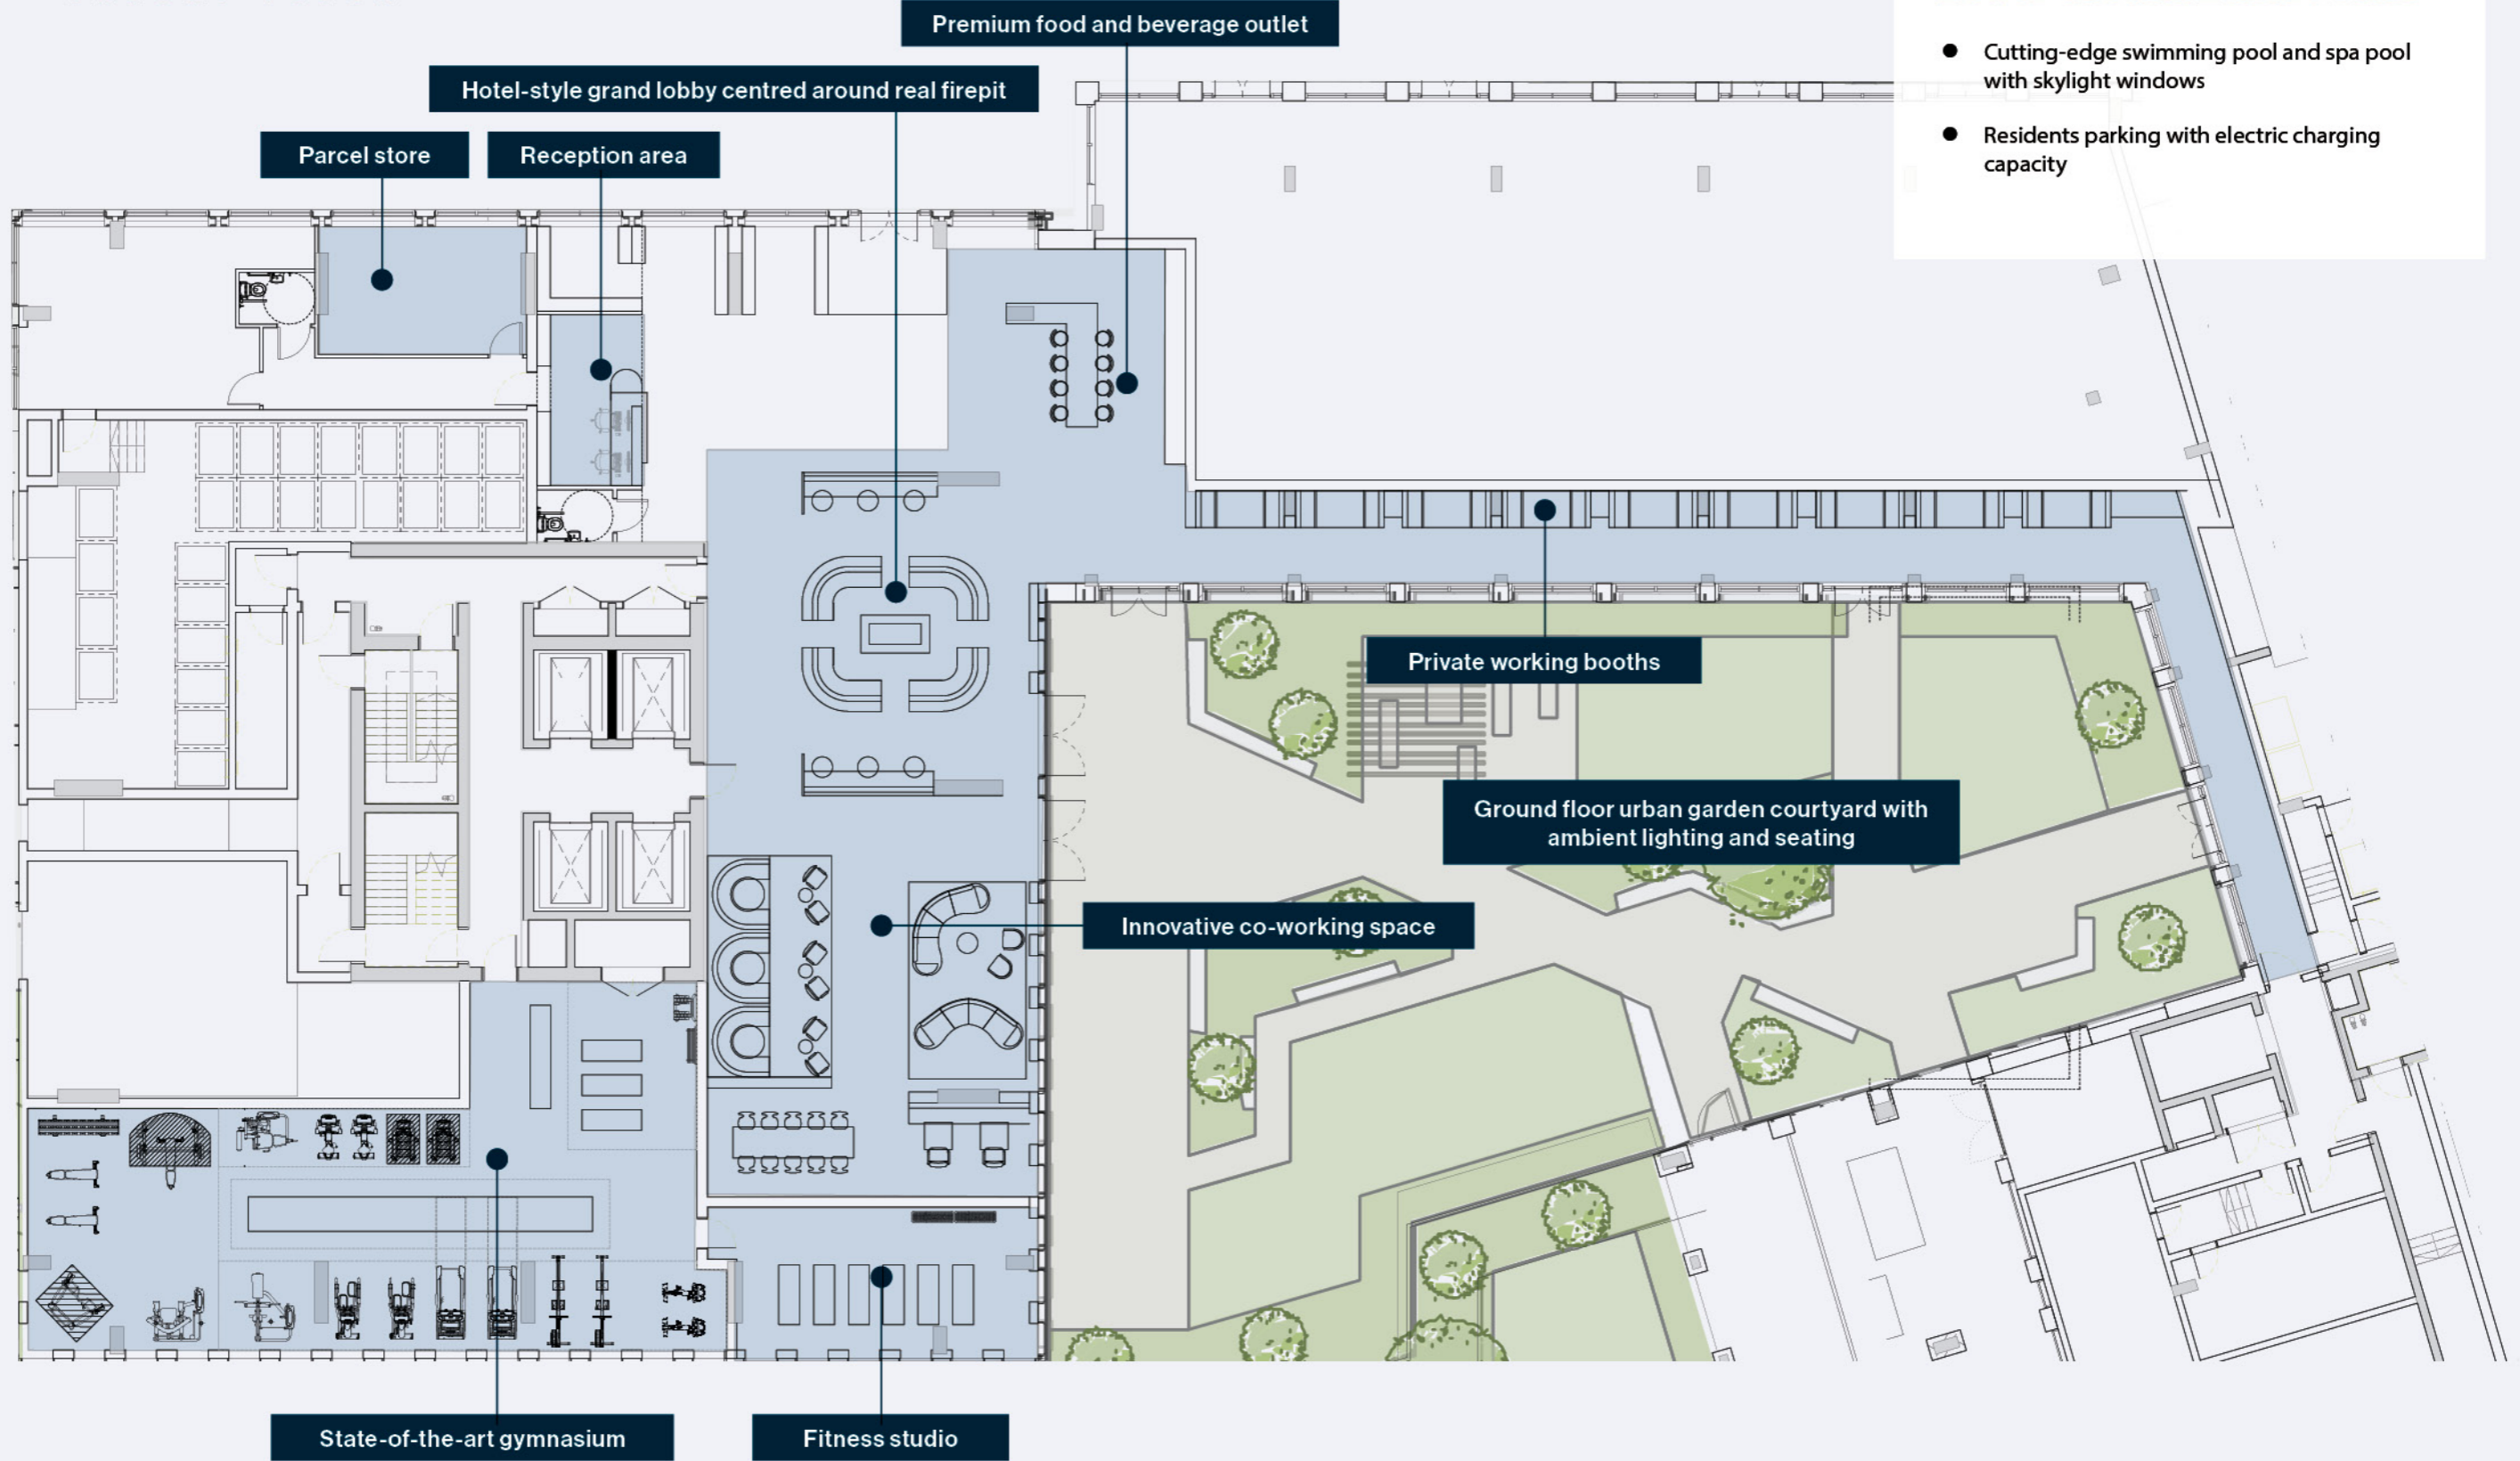 Premium food and beverage outlet
Hotel-style grand lobby centred around real firepit
Parcel store
Reception area
● Cutting-edge swimming pool and spa pool
with skylight windows
● Residents parking with electric charging
capacity
Private working booths
Ground floor urban garden courtyard with
ambient lighting and seating
Innovative co-working space
State-of-the-art gymnasium
Fitness studio